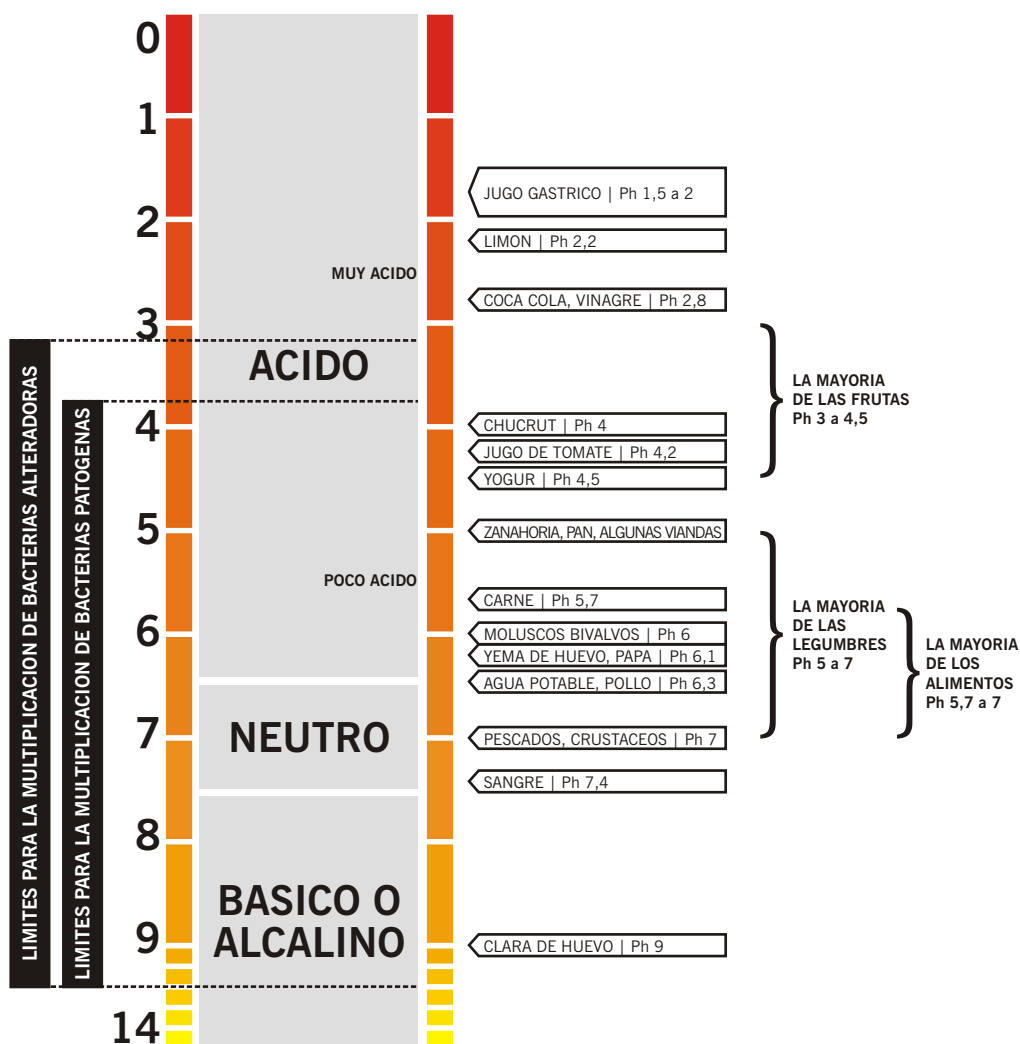 0
1
2
3
4
5
6
7
8
9
14
LIMITES PARA LA MULTIPLICACION DE BACTERIAS ALTERADORAS
LIMITES PARA LA MULTIPLICACION DE BACTERIAS PATOGENAS
MUY ACIDO
ACIDO
POCO ACIDO
NEUTRO
BASICO O
ALCALINO
JUGO GASTRICO | Ph 1,5 a 2
LIMON | Ph 2,2
COCA COLA, VINAGRE | Ph 2,8
CHUCRUT | Ph 4
JUGO DE TOMATE | Ph 4,2
YOGUR | Ph 4,5
ZANAHORIA, PAN, ALGUNAS VIANDAS
CARNE | Ph 5,7
MOLUSCOS BIVALVOS | Ph 6
YEMA DE HUEVO, PAPA | Ph 6,1
AGUA POTABLE, POLLO | Ph 6,3
PESCADOS, CRUSTACEOS | Ph 7
SANGRE | Ph 7,4
CLARA DE HUEVO | Ph 9
LA MAYORIA
DE LAS FRUTAS
Ph 3 a 4,5
LA MAYORIA
DE LAS
LEGUMBRES
Ph 5 a 7
LA MAYORIA
DE LOS
ALIMENTOS
Ph 5,7 a 7